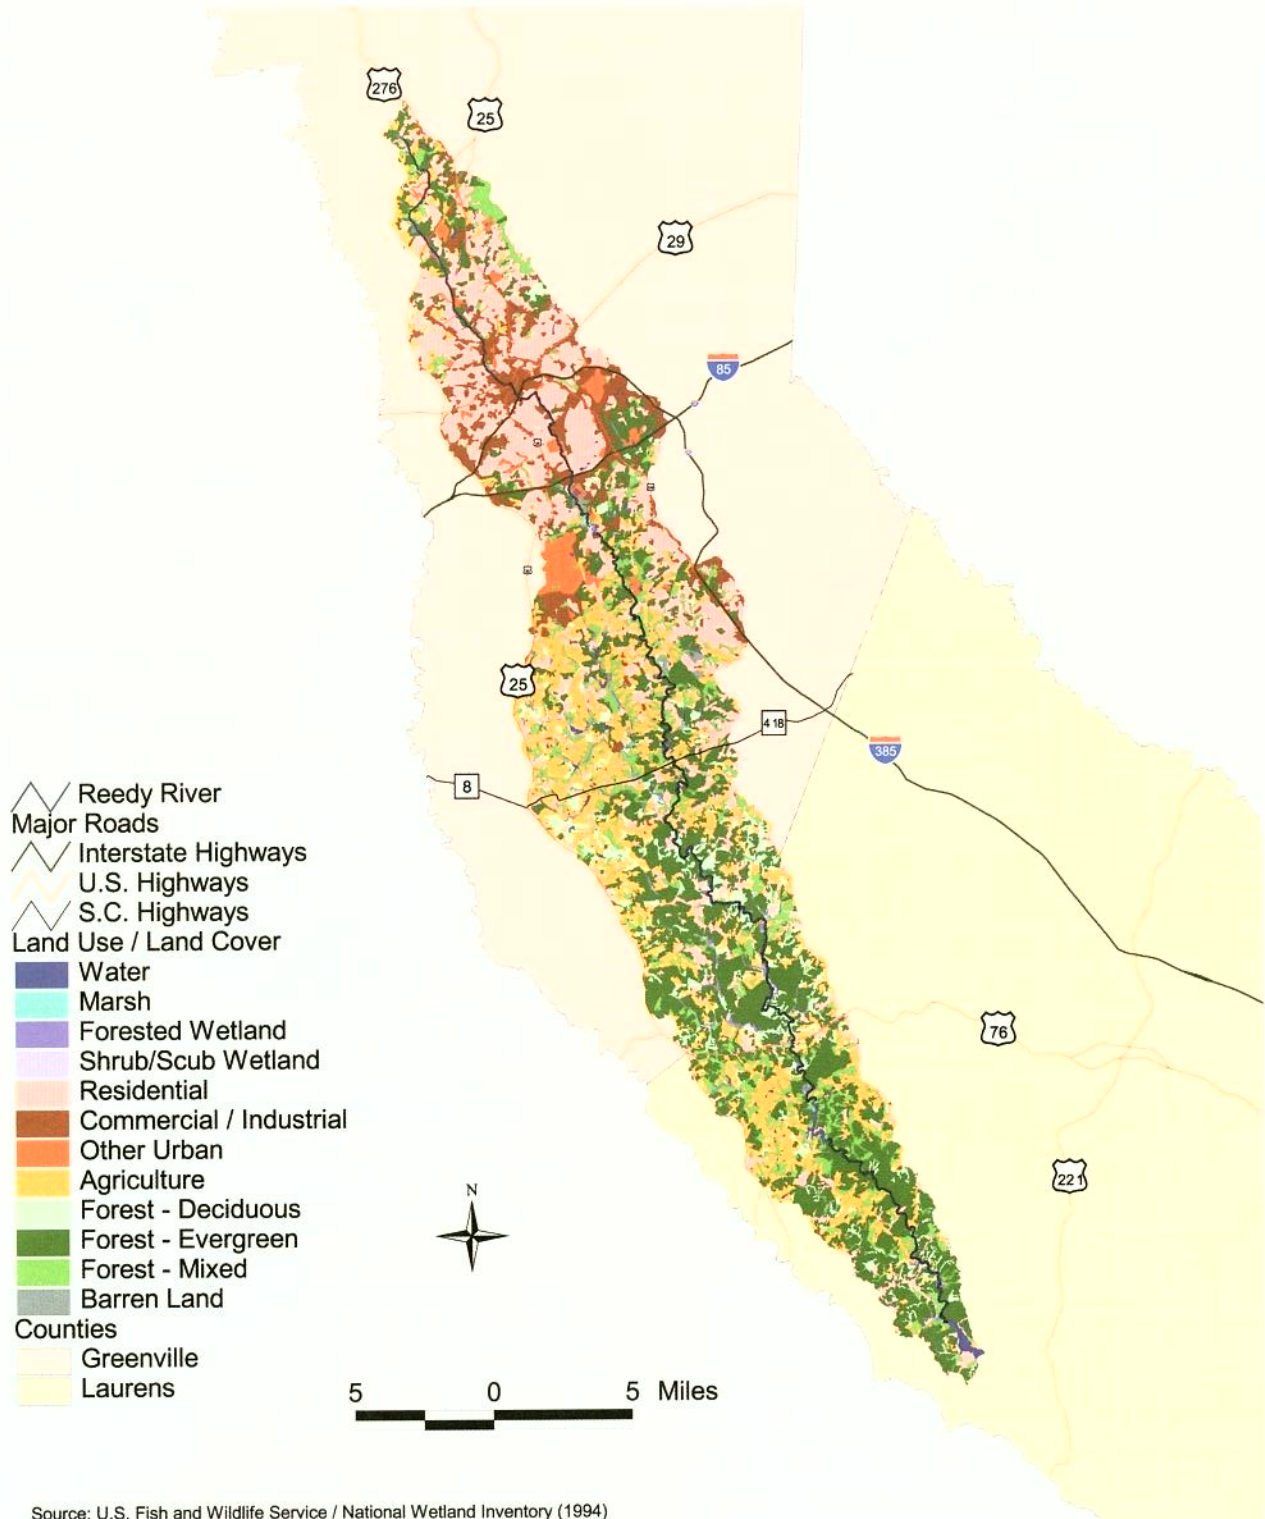 276
25
29
85
25
418
385
8
Reedy River
Major Roads
Interstate Highways
U.S. Highways
S.C. Highways
Land Use / Land Cover
Water
Marsh
Forested Wetland
Shrub/Scub Wetland
Residential
Commercial / Industrial
Other Urban
Agriculture
Forest - Deciduous
Forest - Evergreen
Forest - Mixed
Barren Land
Counties
Greenville
Laurens
76
221
N
5 0 5 Miles
Source: U.S. Fish and Wildlife Service / National Wetland Inventory (1994)